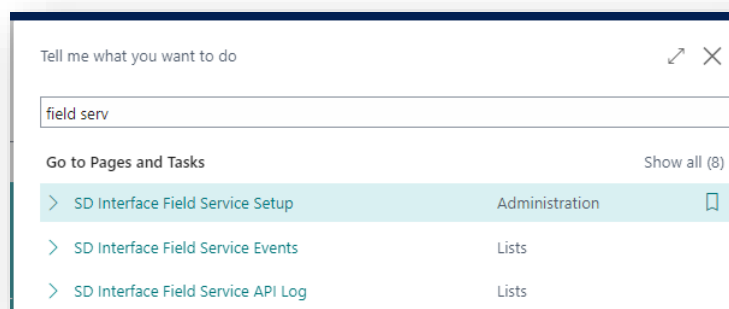 Tell me what you want to do
field serv
Go to Pages and Tasks Show all (8)
SD Interface Field Service Setup Administration
SD Interface Field Service Events Lists
SD Interface Field Service API Log Lists